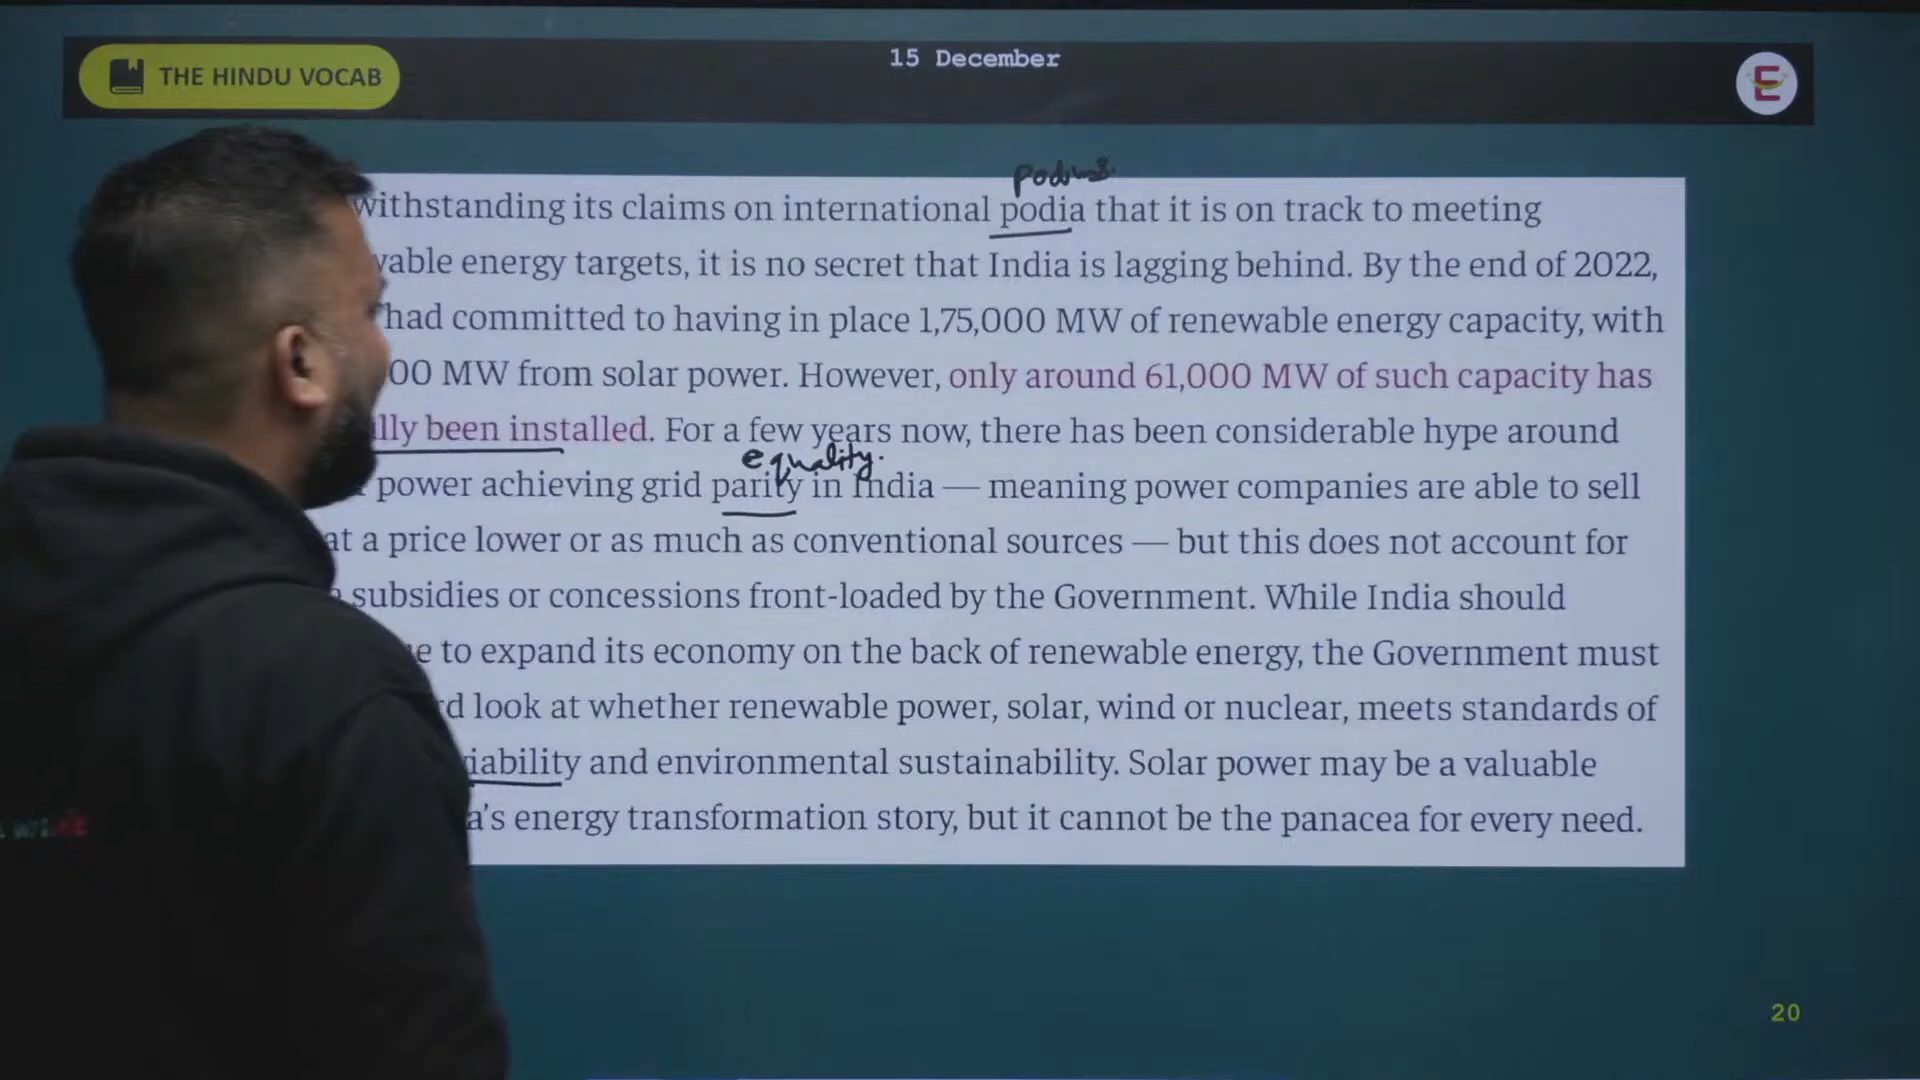 15 December
THE HINDU VOCAB
withstanding its claims on international podia that it is on track to meeting
vable energy targets, it is no secret that India is lagging behind. By the end of 2022,
had committed to having in place 1,75,000 MW of renewable energy capacity, with
00 MW from solar power. However, only around 61,000 MW of such capacity has
lly been installed. For a few years now, there has been considerable hype around
equality.
power achieving grid parity in India — meaning power companies are able to sell
at a price lower or as much as conventional sources — but this does not account for
subsidies or concessions front-loaded by the Government. While India should
e to expand its economy on the back of renewable energy, the Government must
rd look at whether renewable power, solar, wind or nuclear, meets standards of
iability and environmental sustainability. Solar power may be a valuable
a's energy transformation story, but it cannot be the panacea for every need.
20